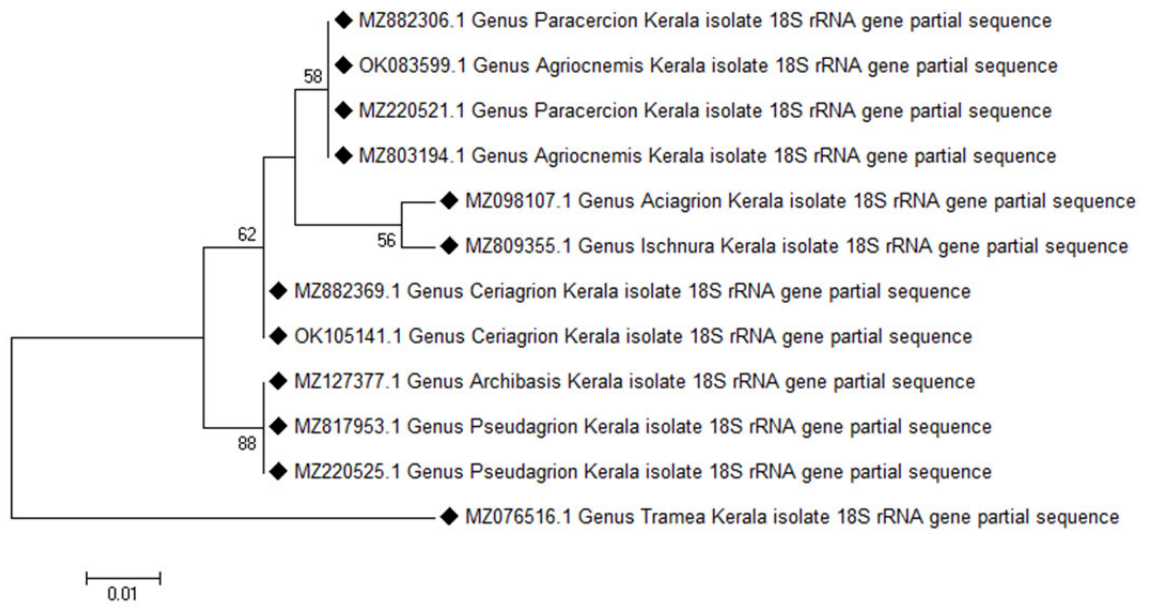 MZ882306.1 Genus Paracercion Kerala isolate 18S rRNA gene partial sequence
58
OK083599.1 Genus Agriocnemis Kerala isolate 18S rRNA gene partial sequence
MZ220521.1 Genus Paracercion Kerala isolate 18S rRNA gene partial sequence
MZ803194.1 Genus Agriocnemis Kerala isolate 18S rRNA gene partial sequence
MZ098107.1 Genus Aciagrion Kerala isolate 18S rRNA gene partial sequence
62
56
MZ809355.1 Genus Ischnura Kerala isolate 18S rRNA gene partial sequence
MZ882369.1 Genus Ceriagrion Kerala isolate 18S rRNA gene partial sequence
OK105141.1 Genus Ceriagrion Kerala isolate 18S rRNA gene partial sequence
MZ127377.1 Genus Archibasis Kerala isolate 18S rRNA gene partial sequence
MZ817953.1 Genus Pseudagrion Kerala isolate 18S rRNA gene partial sequence
88
MZ220525.1 Genus Pseudagrion Kerala isolate 18S rRNA gene partial sequence
MZ076516.1 Genus Tramea Kerala isolate 18S rRNA gene partial sequence
0.01